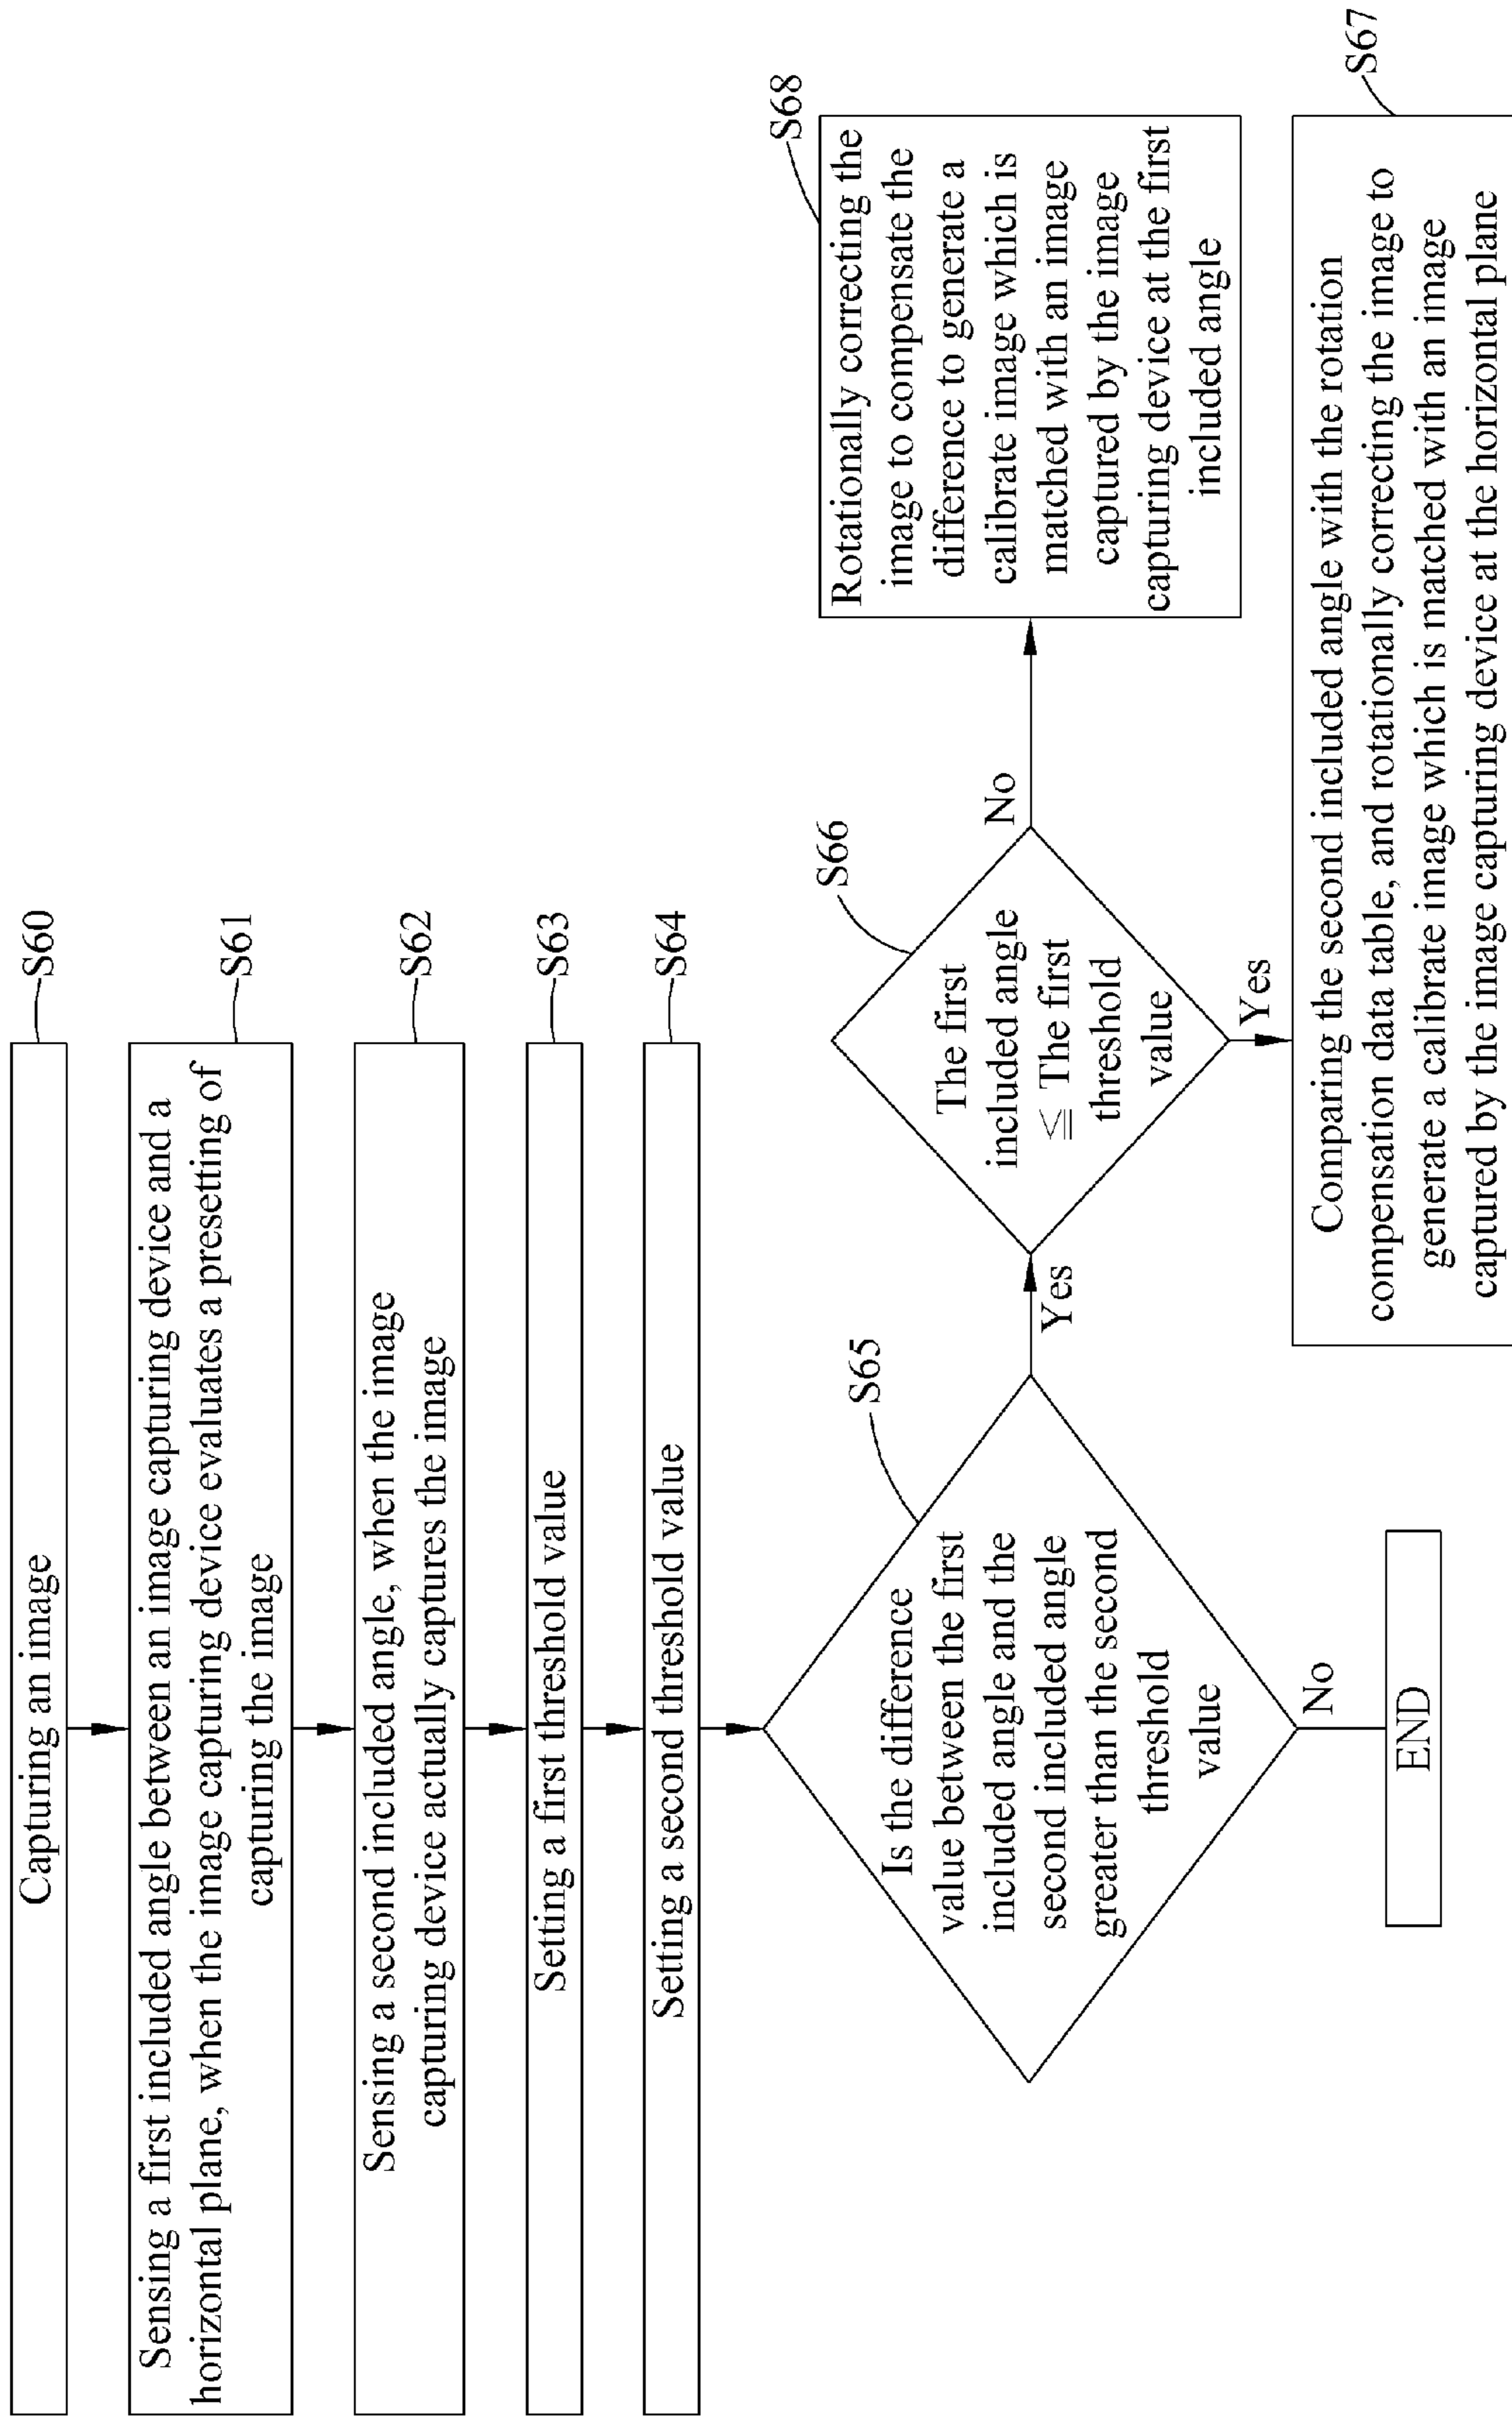 Capturing an image
S60
Sensing a first included angle between an image capturing device and a
horizontal plane, when the image capturing device evaluates a presetting of
capturing the image
S61
Sensing a second included angle, when the image
capturing device actually captures the image
S62
Setting a first threshold value
S63
Setting a second threshold value
S64
Is the difference
value between the first
included angle and the
second included angle
greater than the second
threshold
value
S65
Yes
No
END
The first
included angle
≦ The first
threshold
value
S66
No
Yes
Rotationally correcting the
image to compensate the
difference to generate a
calibrate image which is
matched with an image
captured by the image
capturing device at the first
included angle
S68
Comparing the second included angle with the rotation
compensation data table, and rotationally correcting the image to
generate a calibrate image which is matched with an image
captured by the image capturing device at the horizontal plane
S67